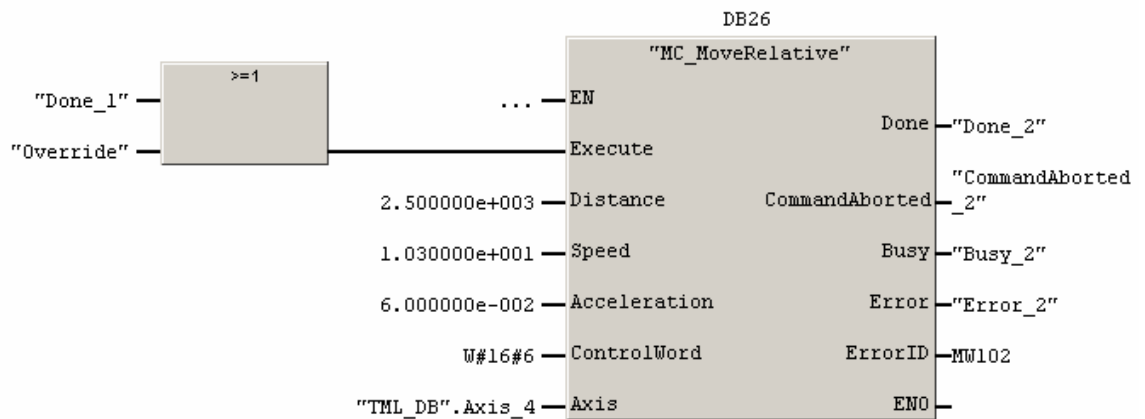 DB26
"MC_MoveRelative"
>=1
"Done_1"
... EN
Done "Done_2"
"Override"
Execute
"CommandAborted
_2"
2.500000e+003 Distance CommandAborted
1.030000e+001 Speed Busy "Busy_2"
6.000000e-002 Acceleration Error "Error_2"
W#16#6 ControlWord ErrorID MW102
"TML_DB".Axis_4 Axis ENO